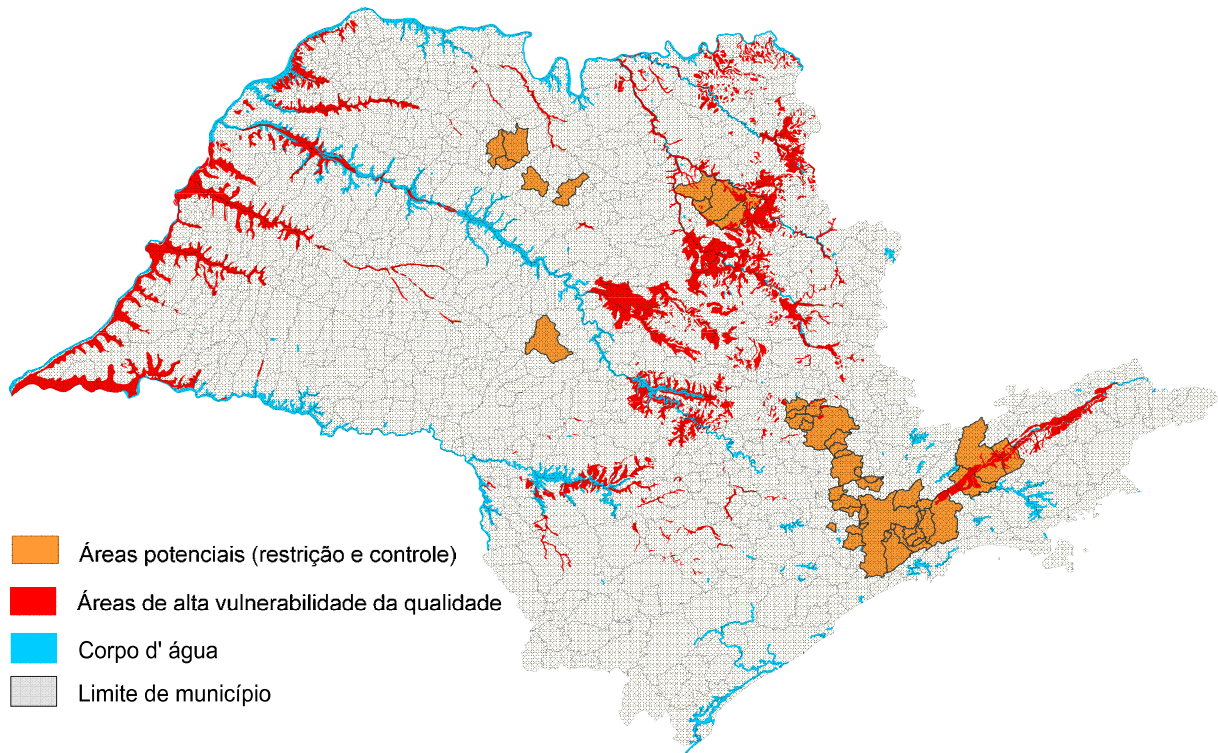 Áreas potenciais (restrição e controle)
Áreas de alta vulnerabilidade da qualidade
Corpo d' água
Limite de município